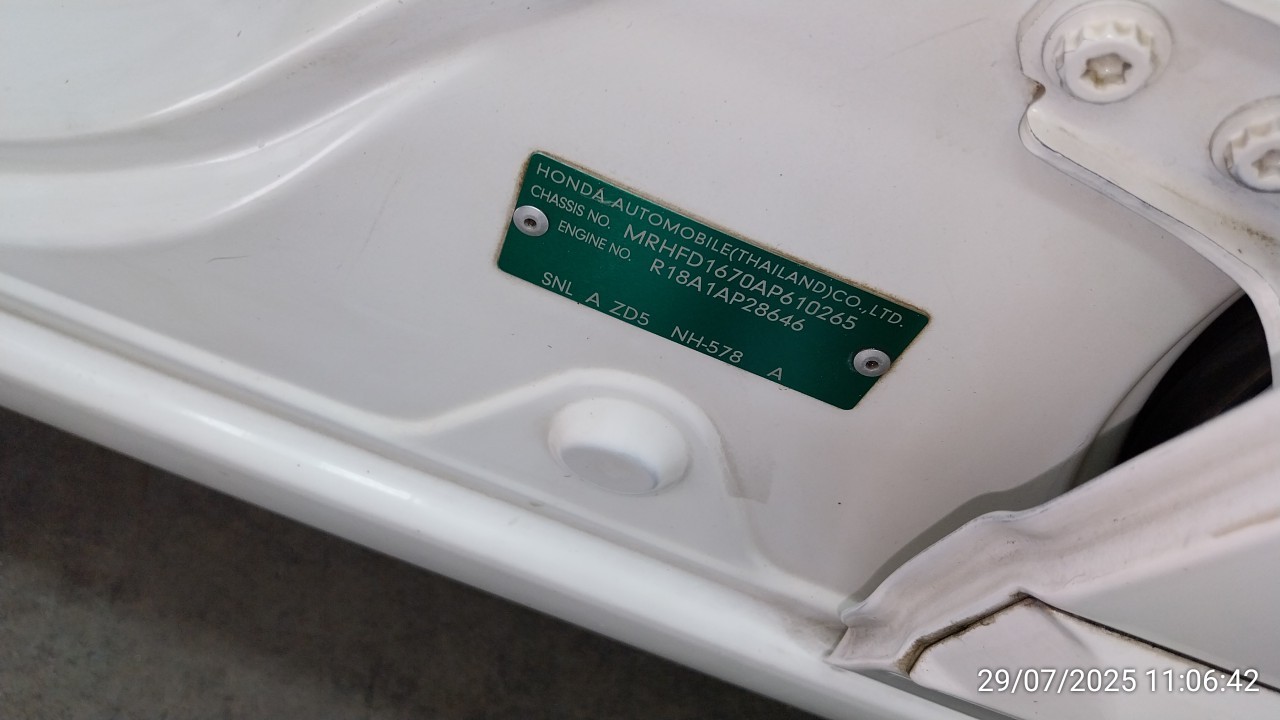 HONDA AUTOMOBILE(THAILAND)CO.,LTD.
CHASSIS NO. MRHFD1670AP610265
ENGINE NO. R18A1AP28646
SNL A ZD5 NH-578 A
29/07/2025 11:06:42